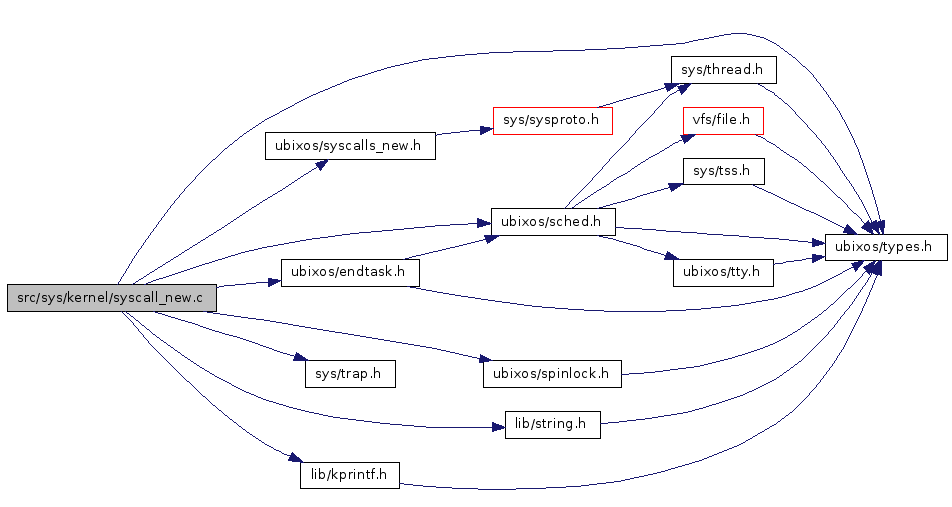 sys/thread.h
sys/sysproto.h
vfs/file.h
ubixos/syscalls_new.h
sys/tss.h
ubixos/sched.h
ubixos/types.h
ubixos/endtask.h
ubixos/tty.h
src/sys/kernel/syscall_new.c
sys/trap.h
ubixos/spinlock.h
lib/string.h
lib/kprintf.h